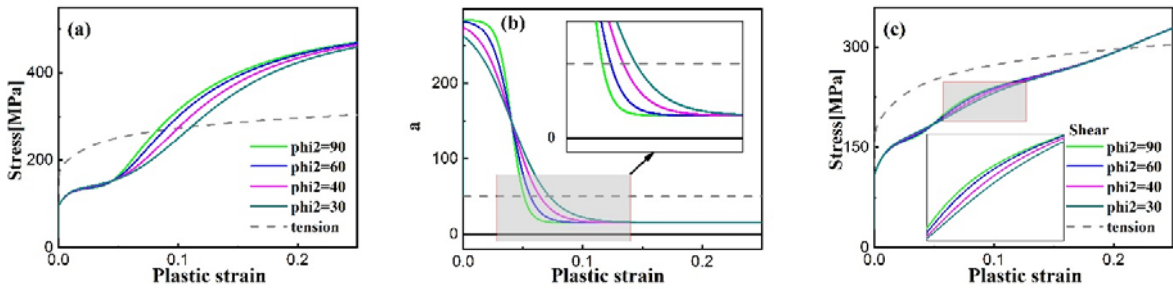 (a)
Stress[MPa]
400
200
0
phi2=90
phi2=60
phi2=40
phi2=30
tension
0.0 0.1 0.2
Plastic strain
(b)
a
300
200
100
0
0
0.0 0.1 0.2
Plastic strain
(c)
Stress[MPa]
300
150
0
Shear
phi2=90
phi2=60
phi2=40
phi2=30
tension
0.0 0.1 0.2
Plastic strain